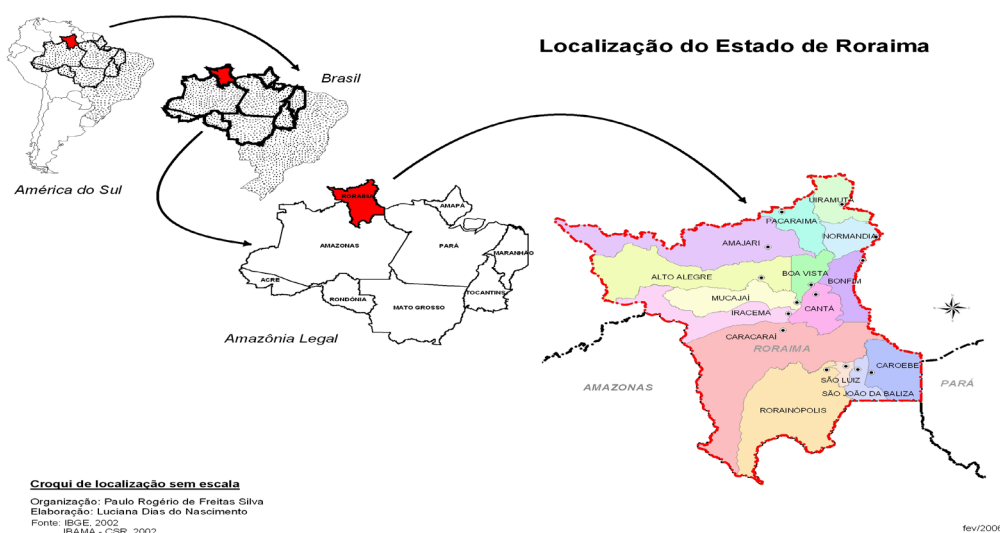 Localização do Estado de Roraima
Brasil
América do Sul
RORAIMA
AMAPÁ
AMAZONAS
PARÁ
MARANHÃO
ACRE
RONDÔNIA
TOCANTINS
MATO GROSSO
Amazônia Legal
UIRAMUTÃ
PACARAIMA
NORMANDIA
AMAJARI
ALTO ALEGRE
BOA VISTA
BONFIM
MUCAJAÍ
CANTÁ
IRACEMA
CARACARAÍ
RORAIMA
CAROEBE
AMAZONAS
SÃO LUIZ
PARÁ
SÃO JOÃO DA BALIZA
RORAINÓPOLIS
Croqui de localização sem escala
Organização: Paulo Rogério de Freitas Silva
Elaboração: Luciana Dias do Nascimento
Fonte: IBGE, 2002
IBAMA - CSR, 2002
fev/2006